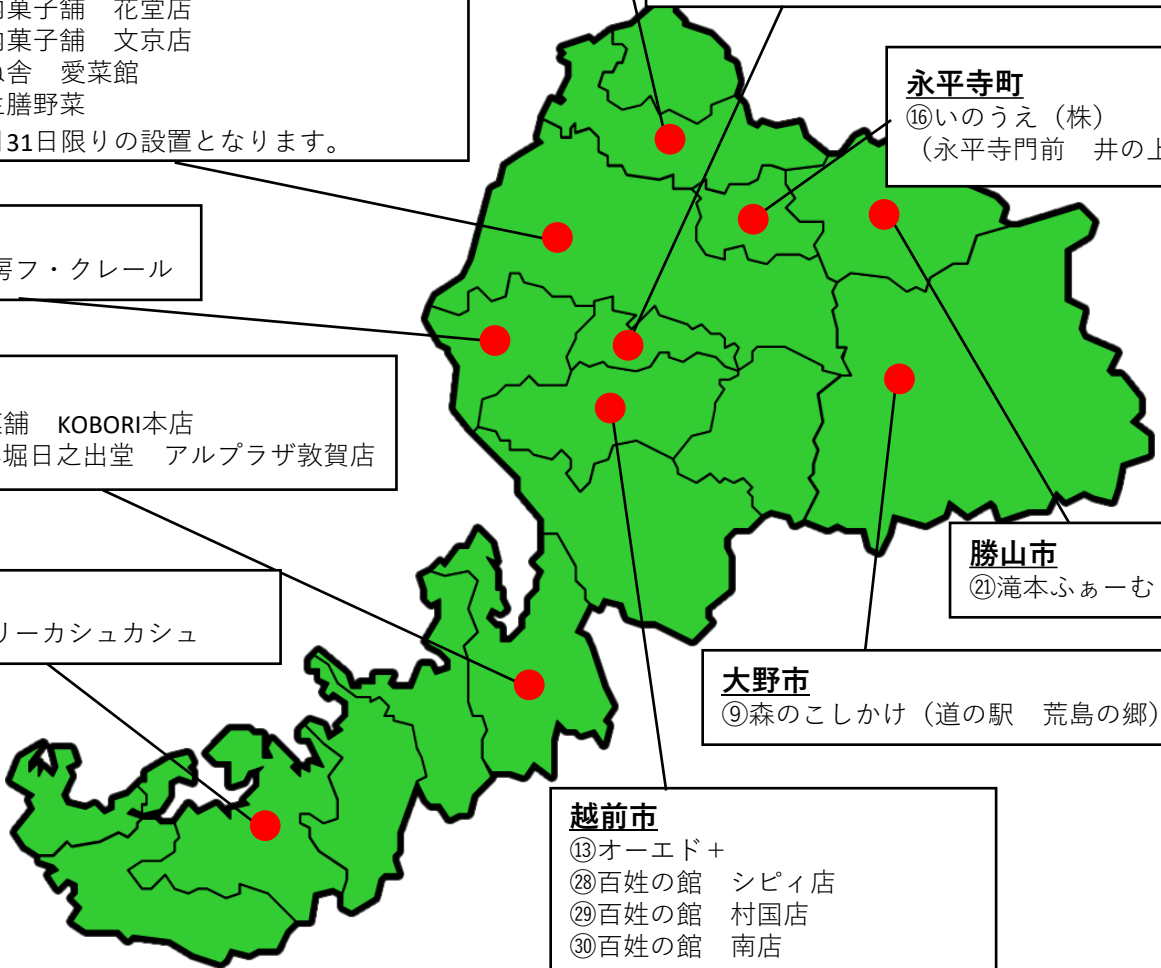 菓子舗　花堂店
菓子舗　文京店
舎　愛菜館
膳野菜
31日限りの設置となります。
永平寺町
⑯いのうえ（株）
（永平寺門前　井の上
房フ・クレール
舗　KOBORI本店
堀日之出堂　アルプラザ敦賀店
リーカシュカシュ
勝山市
㉑滝本ふぁーむ
大野市
⑨森のこしかけ（道の駅　荒島の郷）
越前市
⑬オーエド＋
㉘百姓の館　シピィ店
㉙百姓の館　村国店
㉚百姓の館　南店